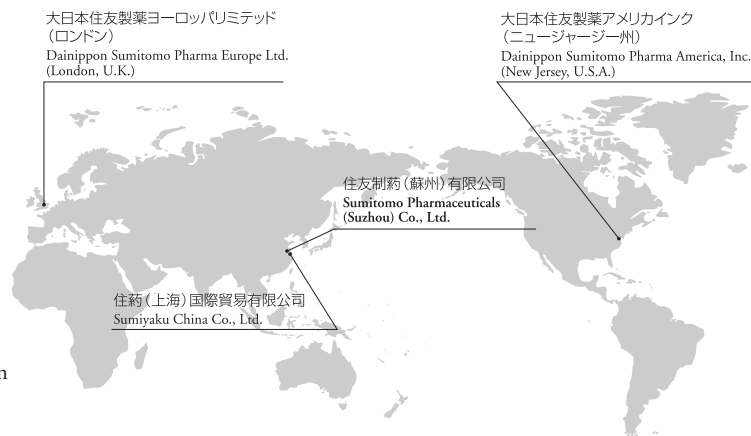 大日本住友製薬ヨーロッパリミテッド
（ロンドン）
Dainippon Sumitomo Pharma Europe Ltd.
(London, U.K.)
大日本住友製薬アメリカインク
（ニュージャージー州）
Dainippon Sumitomo Pharma America, Inc.
(New Jersey, U.S.A.)
住友制葯（蘇州）有限公司
Sumitomo Pharmaceuticals
(Suzhou) Co., Ltd.
住葯（上海）国際貿易有限公司
Sumiyaku China Co., Ltd.